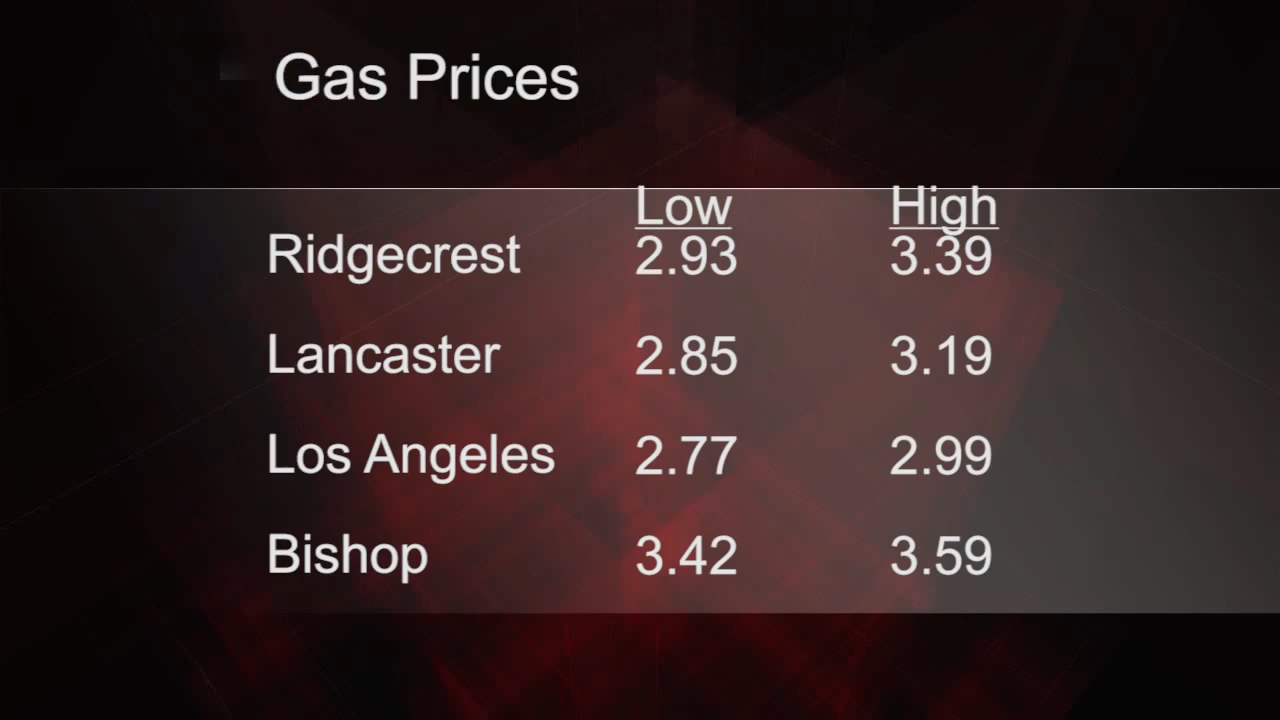 Gas Prices
Low High
Ridgecrest 2.93 3.39
Lancaster 2.85 3.19
Los Angeles 2.77 2.99
Bishop 3.42 3.59